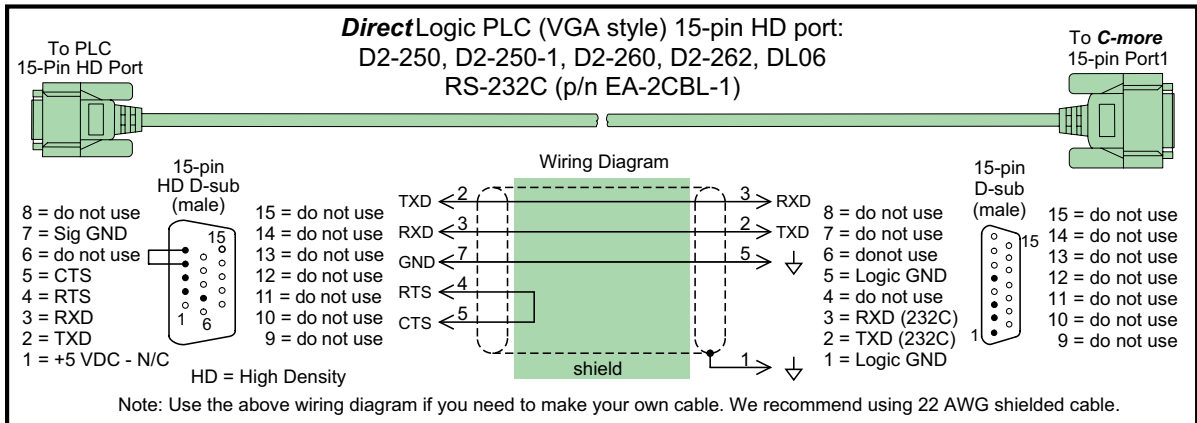 DirectLogic PLC (VGA style) 15-pin HD port:
D2-250, D2-250-1, D2-260, D2-262, DL06
RS-232C (p/n EA-2CBL-1)
To PLC
15-Pin HD Port
To C-more
15-pin Port1
Wiring Diagram
15-pin
HD D-sub
(male)
8 = do not use
7 = Sig GND
6 = do not use
5 = CTS
4 = RTS
3 = RXD
2 = TXD
1 = +5 VDC - N/C
15
1
6
15 = do not use
14 = do not use
13 = do not use
12 = do not use
11 = do not use
10 = do not use
9 = do not use
HD = High Density
TXD 2 3 RXD
RXD 3 2 TXD
GND 7 5
RTS 4
CTS 5
1
shield
15-pin
D-sub
(male)
8 = do not use
7 = do not use
6 = donot use
5 = Logic GND
4 = do not use
3 = RXD (232C)
2 = TXD (232C)
1 = Logic GND
15
1
15 = do not use
14 = do not use
13 = do not use
12 = do not use
11 = do not use
10 = do not use
9 = do not use
Note: Use the above wiring diagram if you need to make your own cable. We recommend using 22 AWG shielded cable.